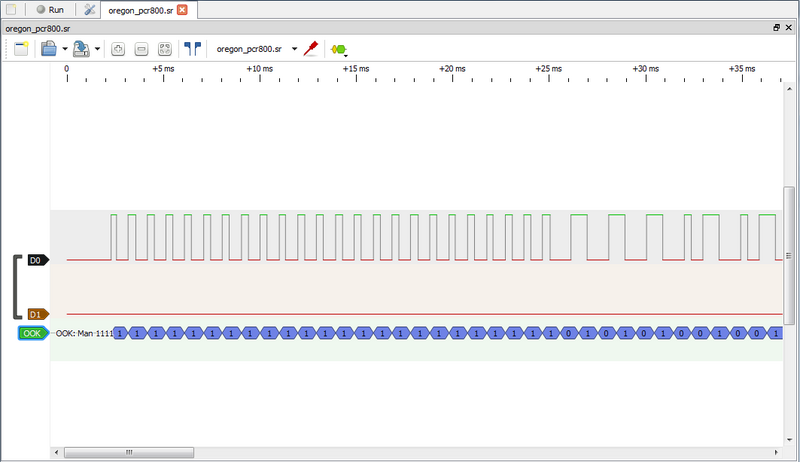 Run oregon_pcr800.sr
oregon_pcr800.sr
oregon_pcr800.sr
0 +5 ms +10 ms +15 ms +20 ms +25 ms +30 ms +35 ms
D0
D1
OOK OOK: Man 1111 1 1 1 1 1 1 1 1 1 1 1 1 1 1 1 1 1 1 1 1 1 1 1 1 0 1 0 1 0 1 0 0 1 0 0 1